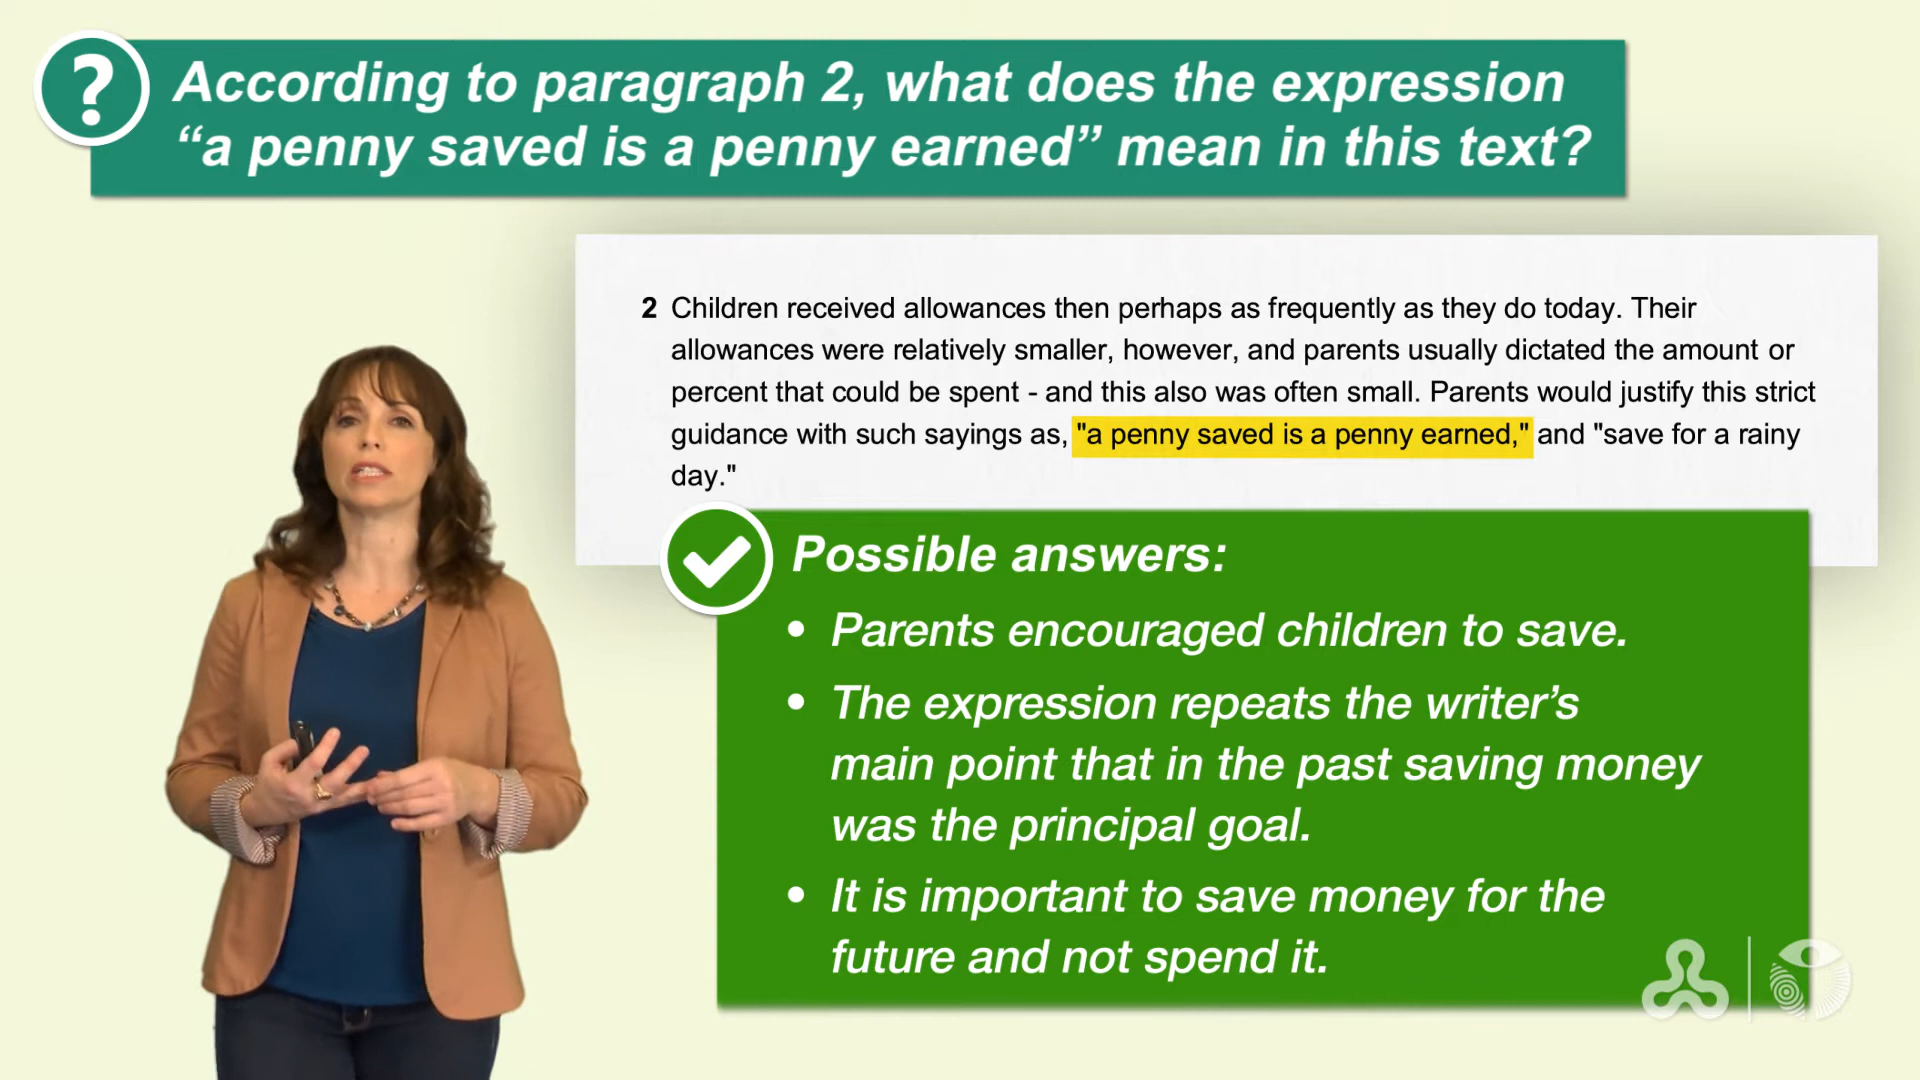 ?
According to paragraph 2, what does the expression
“a penny saved is a penny earned” mean in this text?
2 Children received allowances then perhaps as frequently as they do today. Their
allowances were relatively smaller, however, and parents usually dictated the amount or
percent that could be spent - and this also was often small. Parents would justify this strict
guidance with such sayings as, "a penny saved is a penny earned," and "save for a rainy
day."
Possible answers:
• Parents encouraged children to save.
• The expression repeats the writer’s
main point that in the past saving money
was the principal goal.
• It is important to save money for the
future and not spend it.